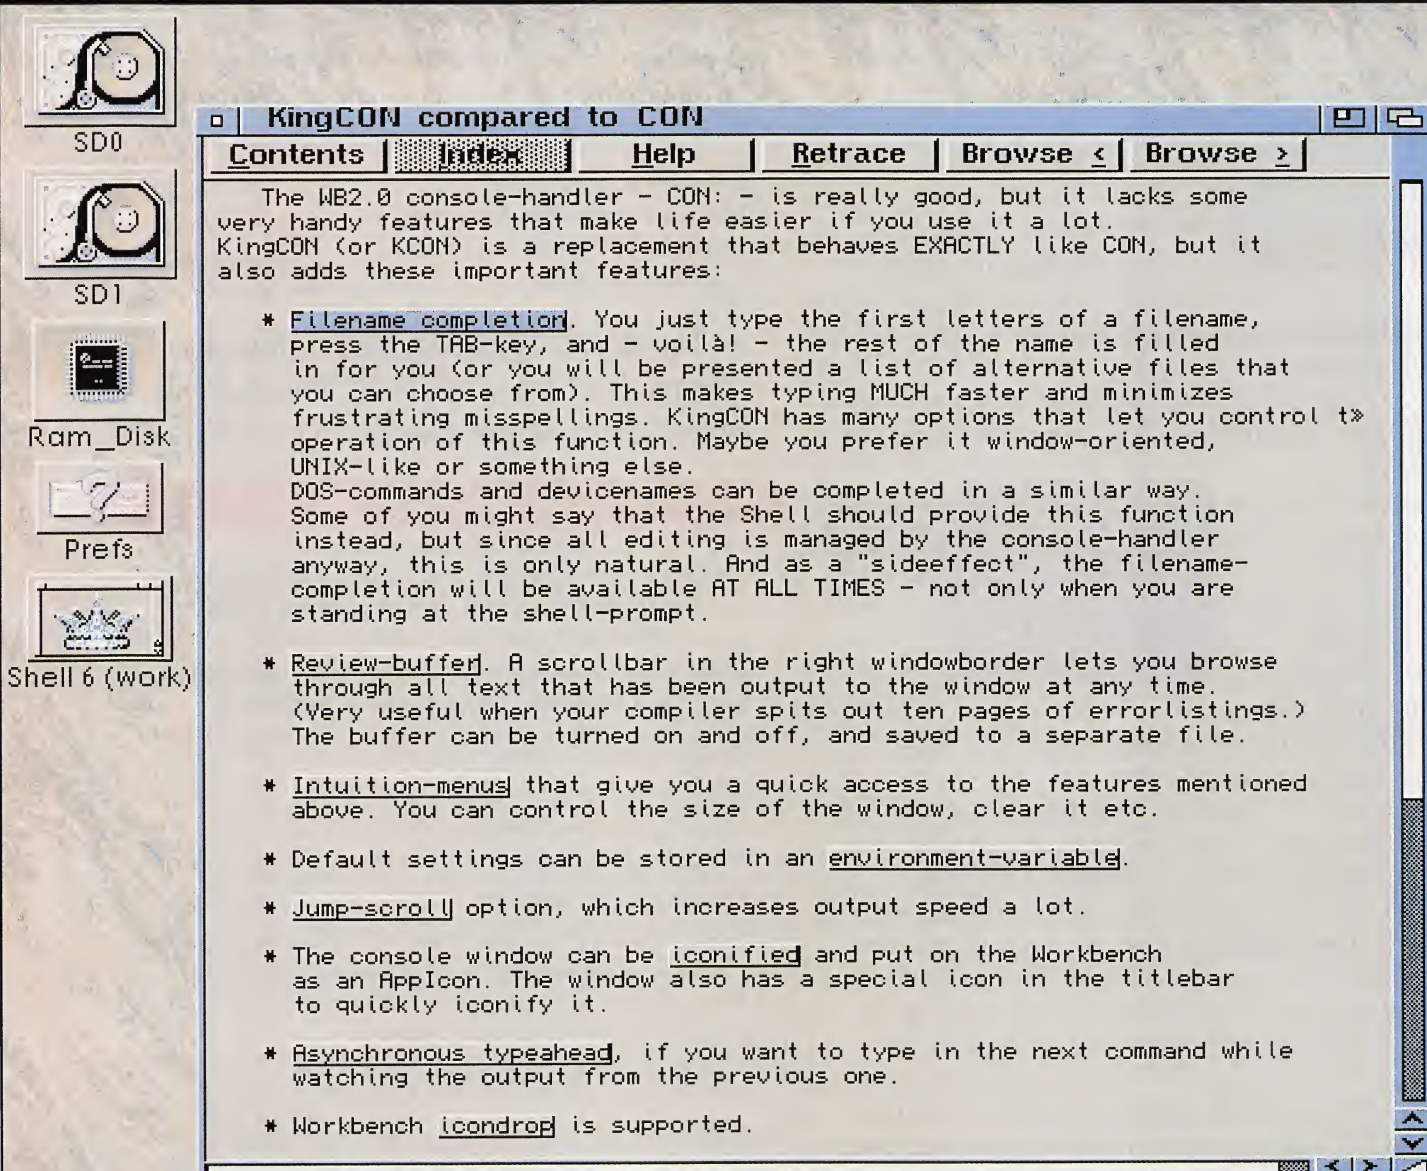 SD0
SD1
Ram_Disk
Prefs
Shell 6 (work)
KingCON compared to CON
Contents Index Help Retrace Browse < Browse >
The WB2.0 console-handler - CON: - is really good, but it lacks some
very handy features that make life easier if you use it a lot.
KingCON (or KCON) is a replacement that behaves EXACTLY like CON, but it
also adds these important features:
* Filename completion. You just type the first letters of a filename,
press the TAB-key, and - voilà! - the rest of the name is filled
in for you (or you will be presented a list of alternative files that
you can choose from). This makes typing MUCH faster and minimizes
frustrating misspellings. KingCON has many options that let you control t»
operation of this function. Maybe you prefer it window-oriented,
UNIX-like or something else.
DOS-commands and devicenames can be completed in a similar way.
Some of you might say that the Shell should provide this function
instead, but since all editing is managed by the console-handler
anyway, this is only natural. And as a "sideeffect", the filename-
completion will be available AT ALL TIMES - not only when you are
standing at the shell-prompt.
* Review-buffer. A scrollbar in the right windowborder lets you browse
through all text that has been output to the window at any time.
(Very useful when your compiler spits out ten pages of errorlistings.)
The buffer can be turned on and off, and saved to a separate file.
* Intuition-menus that give you a quick access to the features mentioned
above. You can control the size of the window, clear it etc.
* Default settings can be stored in an environment-variable.
* Jump-scroll option, which increases output speed a lot.
* The console window can be iconified and put on the Workbench
as an AppIcon. The window also has a special icon in the titlebar
to quickly iconify it.
* Asynchronous typeahead, if you want to type in the next command while
watching the output from the previous one.
* Workbench icondrop is supported.